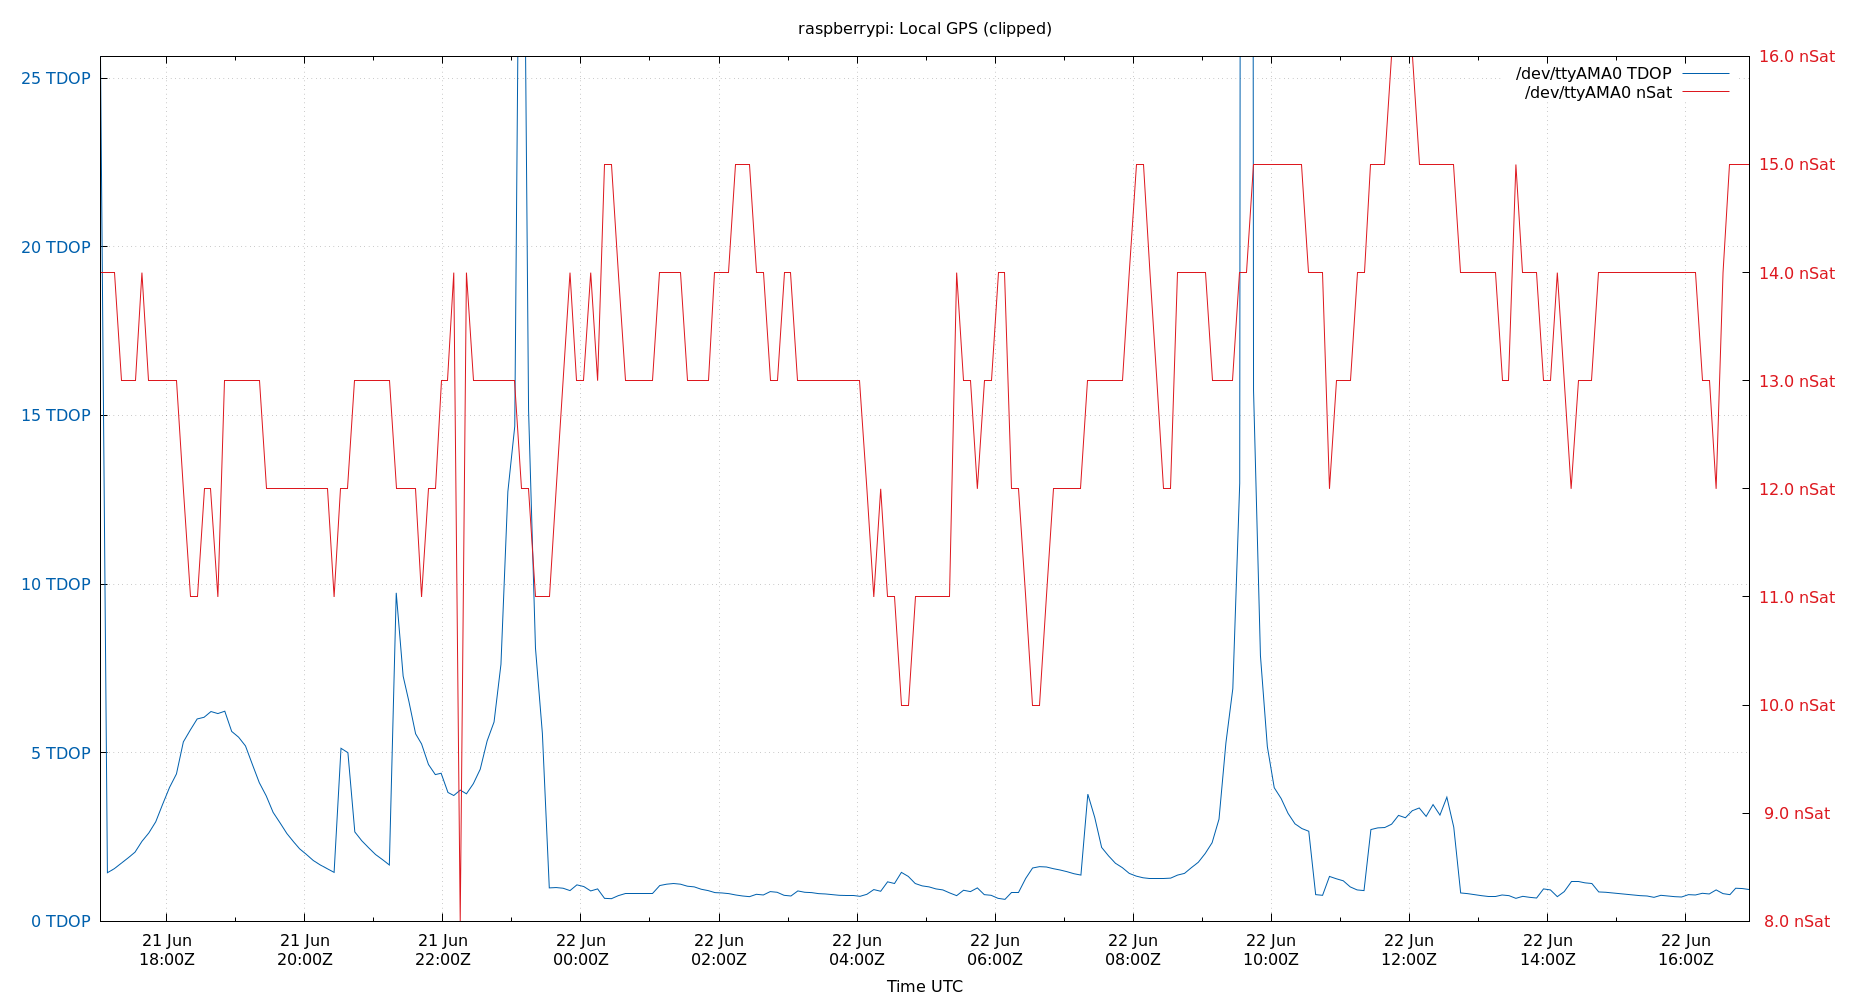 raspberrypi: Local GPS (clipped)
/dev/ttyAMA0 TDOP
/dev/ttyAMA0 nSat
25 TDOP
20 TDOP
15 TDOP
10 TDOP
5 TDOP
0 TDOP
16.0 nSat
15.0 nSat
14.0 nSat
13.0 nSat
12.0 nSat
11.0 nSat
10.0 nSat
9.0 nSat
8.0 nSat
21 Jun
18:00Z
21 Jun
20:00Z
21 Jun
22:00Z
22 Jun
00:00Z
22 Jun
02:00Z
22 Jun
04:00Z
22 Jun
06:00Z
22 Jun
08:00Z
22 Jun
10:00Z
22 Jun
12:00Z
22 Jun
14:00Z
22 Jun
16:00Z
Time UTC